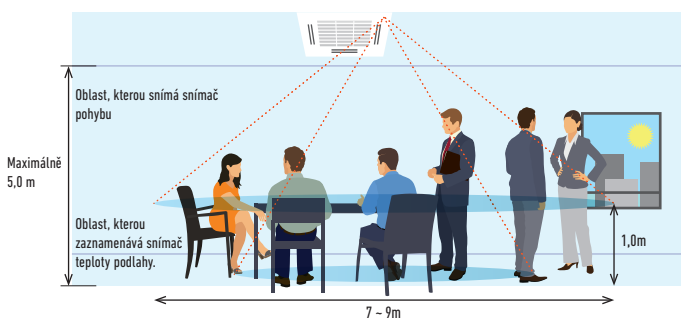 Oblast, kterou snímá snímač
pohybu
Maximálně
5,0 m
Oblast, kterou
zaznamenává snímač
teploty podlahy.
1,0m
7 ~ 9m